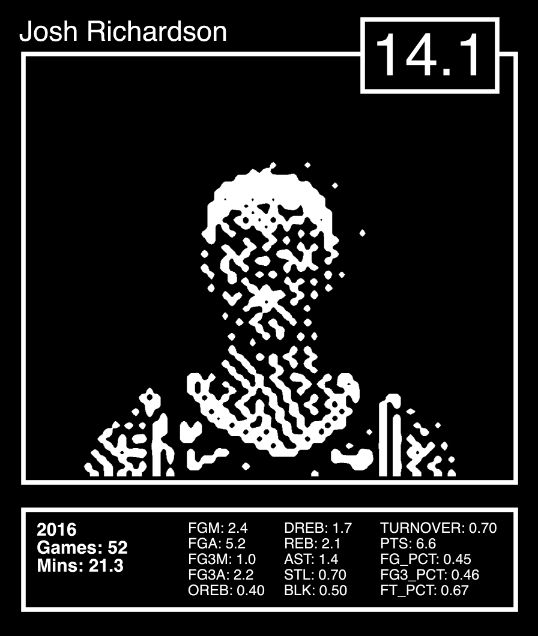 Josh Richardson
14.1
2016
Games: 52
Mins: 21.3
FGM: 2.4
FGA: 5.2
FG3M: 1.0
FG3A: 2.2
OREB: 0.40
DREB: 1.7
REB: 2.1
AST: 1.4
STL: 0.70
BLK: 0.50
TURNOVER: 0.70
PTS: 6.6
FG_PCT: 0.45
FG3_PCT: 0.46
FT_PCT: 0.67